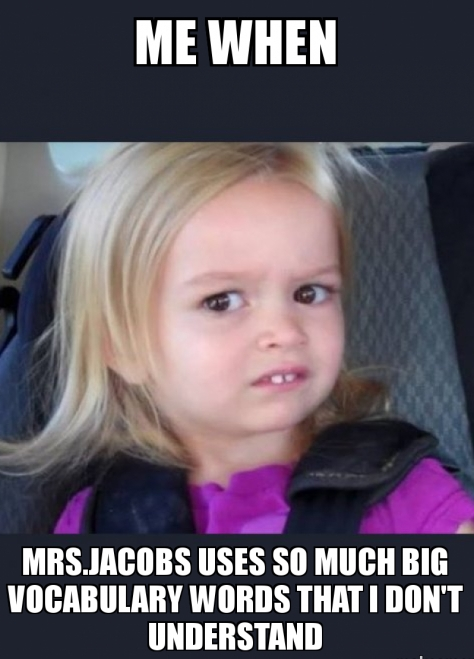 ME WHEN
MRS.JACOBS USES SO MUCH BIG
VOCABULARY WORDS THAT I DON'T
UNDERSTAND